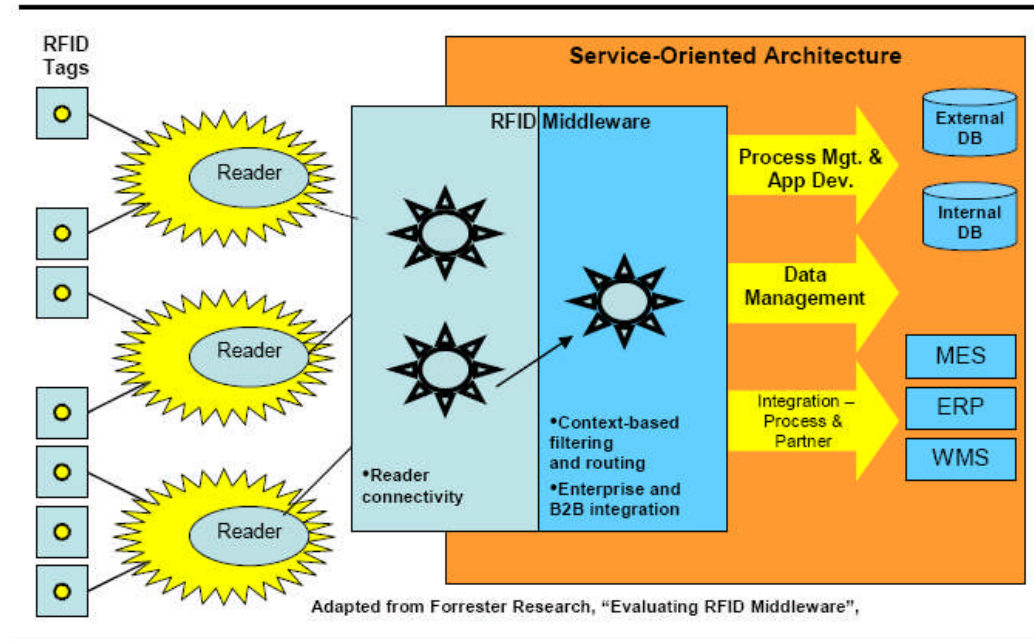 RFID
Tags
Service-Oriented Architecture
RFID Middleware
Reader
Reader
Reader
•Reader
connectivity
•Context-based
filtering
and routing
•Enterprise and
B2B integration
Process Mgt. &
App Dev.
Data
Management
Integration –
Process &
Partner
External
DB
Internal
DB
MES
ERP
WMS
Adapted from Forrester Research, “Evaluating RFID Middleware”,